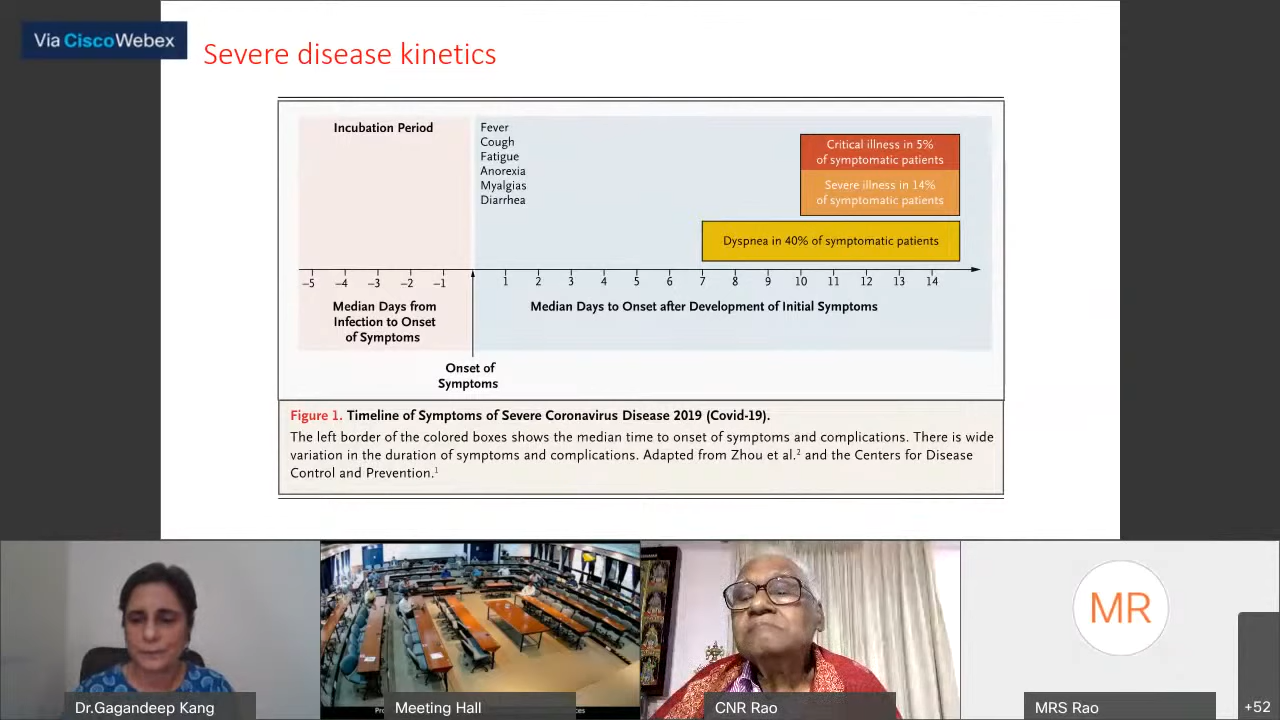 Via CiscoWebex
Severe disease kinetics
Incubation Period
Fever
Cough
Fatigue
Anorexia
Myalgias
Diarrhea
Critical illness in 5%
of symptomatic patients
Severe illness in 14%
of symptomatic patients
Dyspnea in 40% of symptomatic patients
−5 −4 −3 −2 −1 1 2 3 4 5 6 7 8 9 10 11 12 13 14
Median Days from
Infection to Onset
of Symptoms
Median Days to Onset after Development of Initial Symptoms
Onset of
Symptoms
Figure 1. Timeline of Symptoms of Severe Coronavirus Disease 2019 (Covid-19).
The left border of the colored boxes shows the median time to onset of symptoms and complications. There is wide
variation in the duration of symptoms and complications. Adapted from Zhou et al.² and the Centers for Disease
Control and Prevention.¹
MR
Dr.Gagandeep Kang
Meeting Hall
CNR Rao
MRS Rao
+52